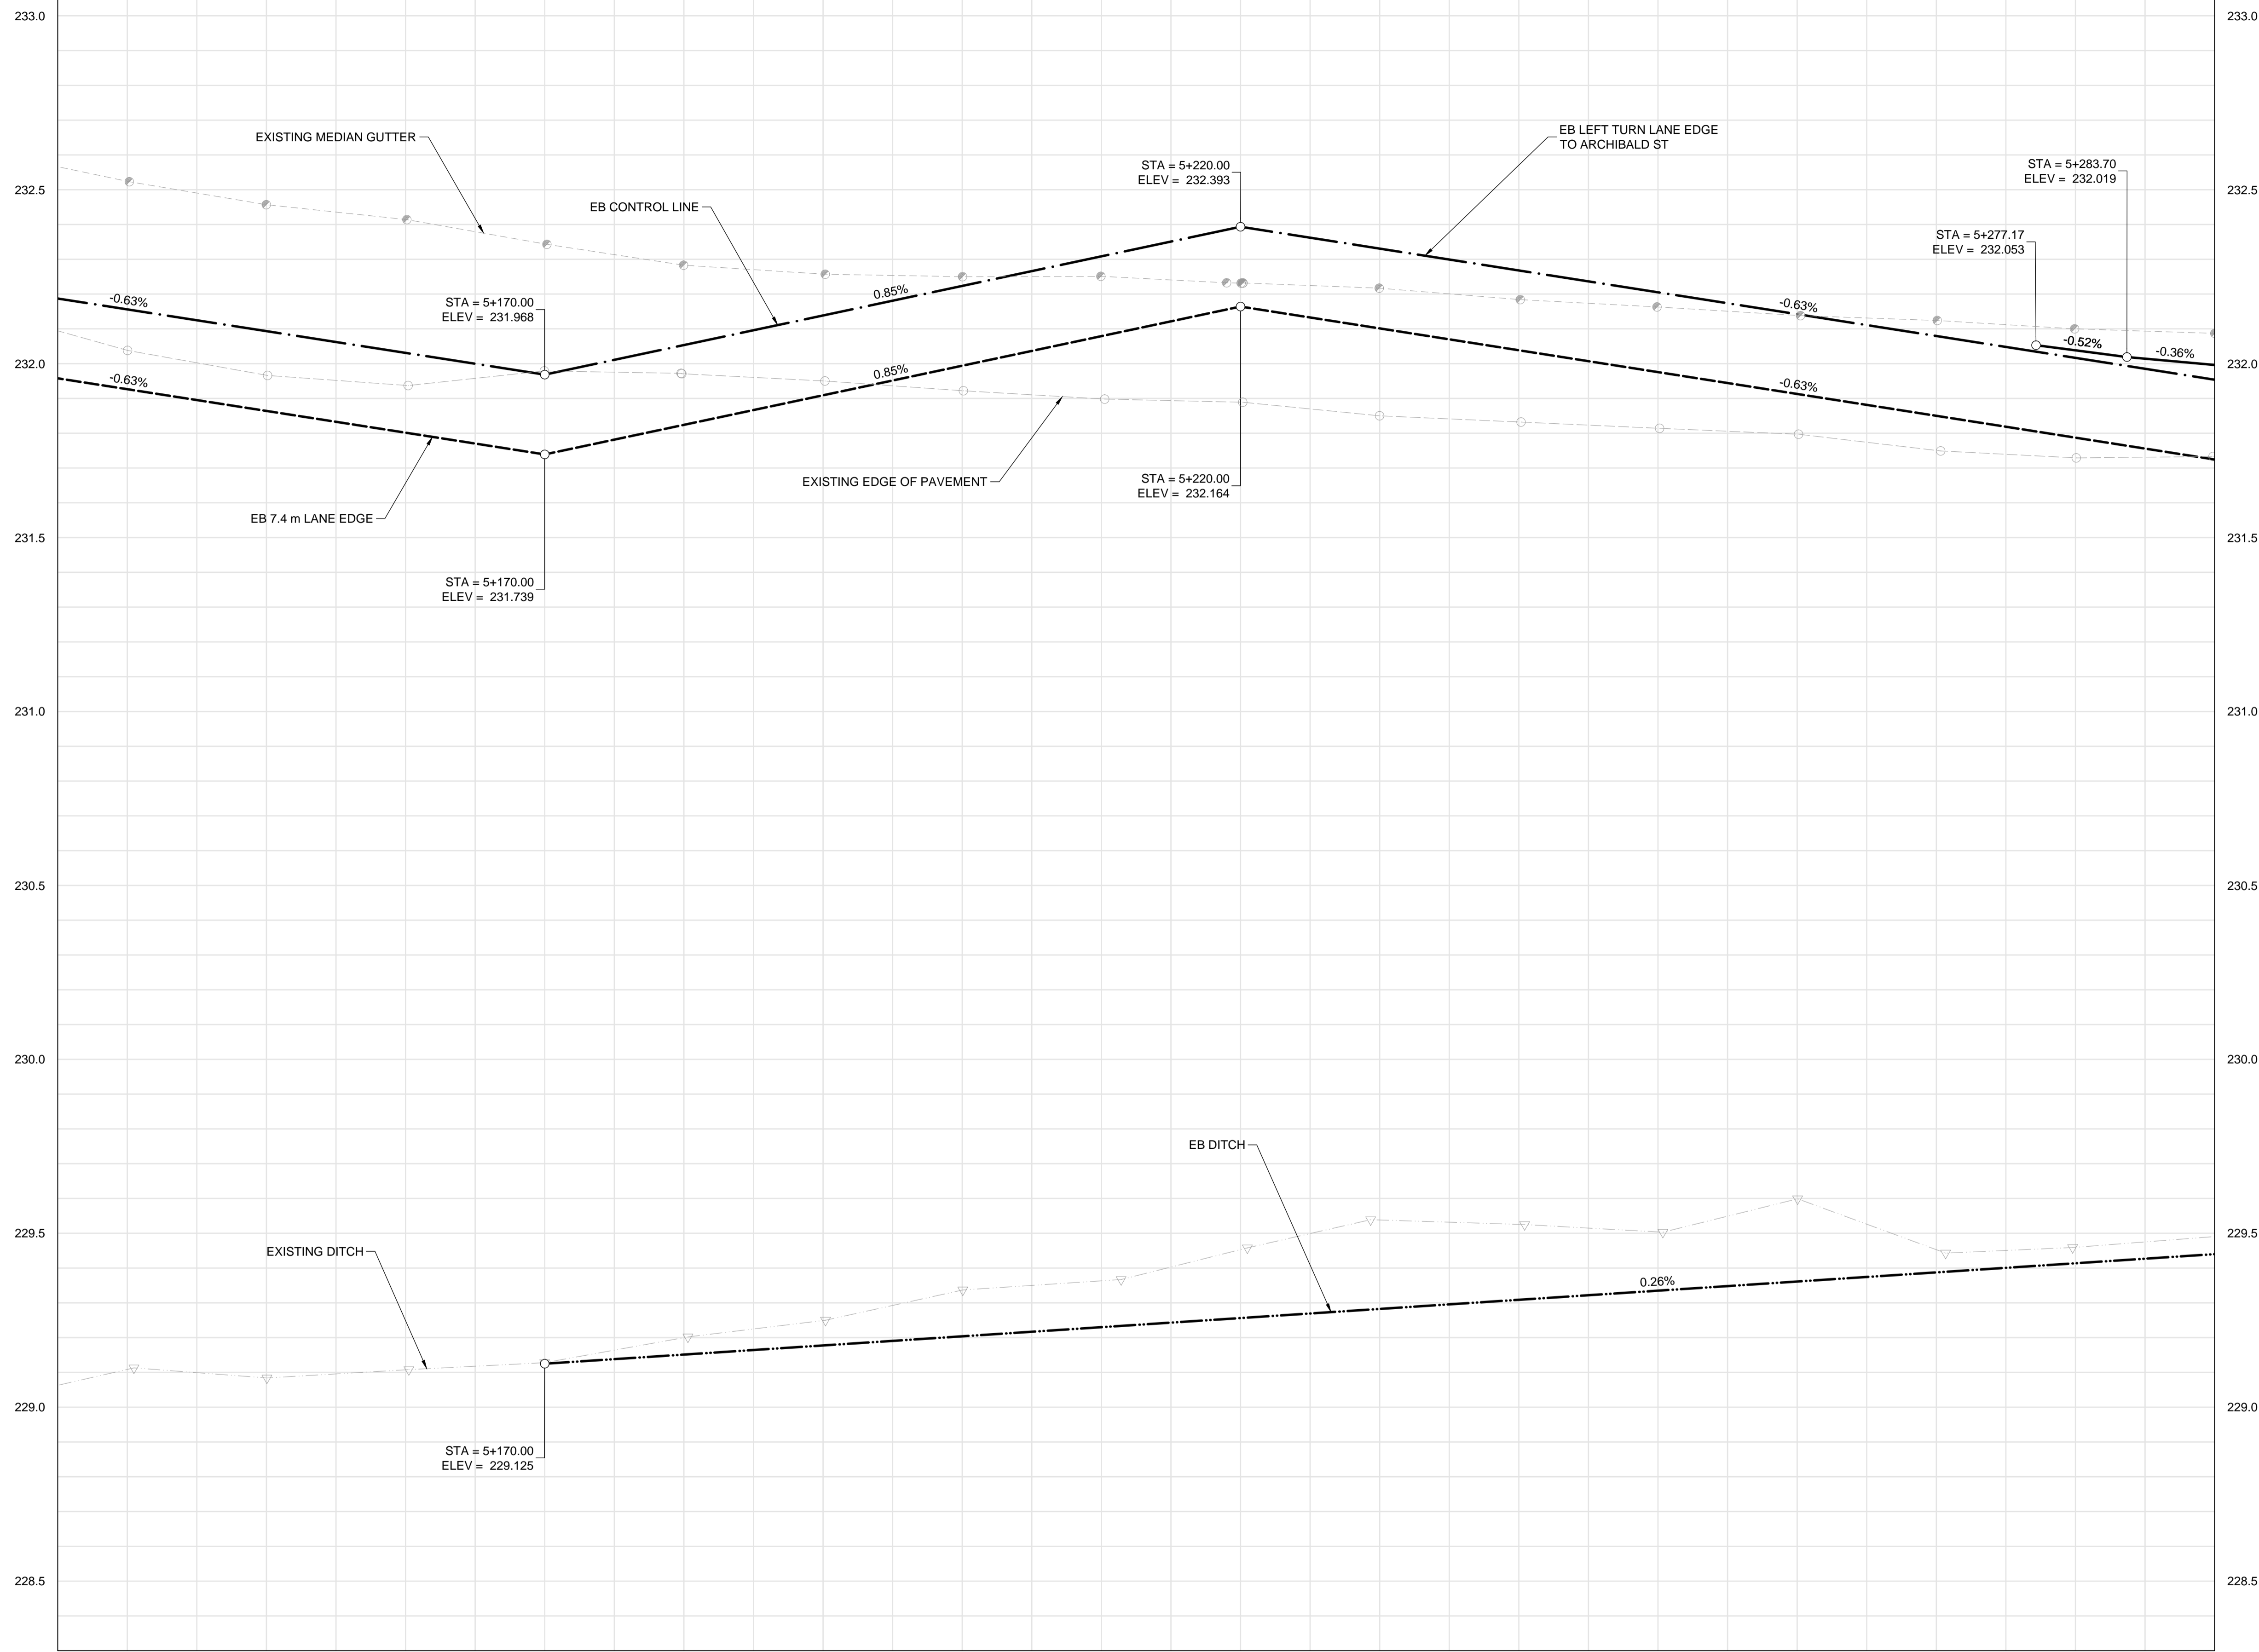 233.0
233.0
EB LEFT TURN LANE EDGE
TO ARCHIBALD ST
EXISTING MEDIAN GUTTER
STA = 5+220.00
ELEV = 232.393
STA = 5+283.70
ELEV = 232.019
232.5
232.5
EB CONTROL LINE
STA = 5+277.17
ELEV = 232.053
-0.63%
STA = 5+170.00
ELEV = 231.968
0.85%
-0.63%
-0.52%
-0.36%
232.0
232.0
-0.63%
0.85%
-0.63%
EXISTING EDGE OF PAVEMENT
STA = 5+220.00
ELEV = 232.164
EB 7.4 m LANE EDGE
231.5
231.5
STA = 5+170.00
ELEV = 231.739
231.0
231.0
230.5
230.5
230.0
230.0
EB DITCH
229.5
229.5
EXISTING DITCH
0.26%
229.0
229.0
STA = 5+170.00
ELEV = 229.125
228.5
228.5